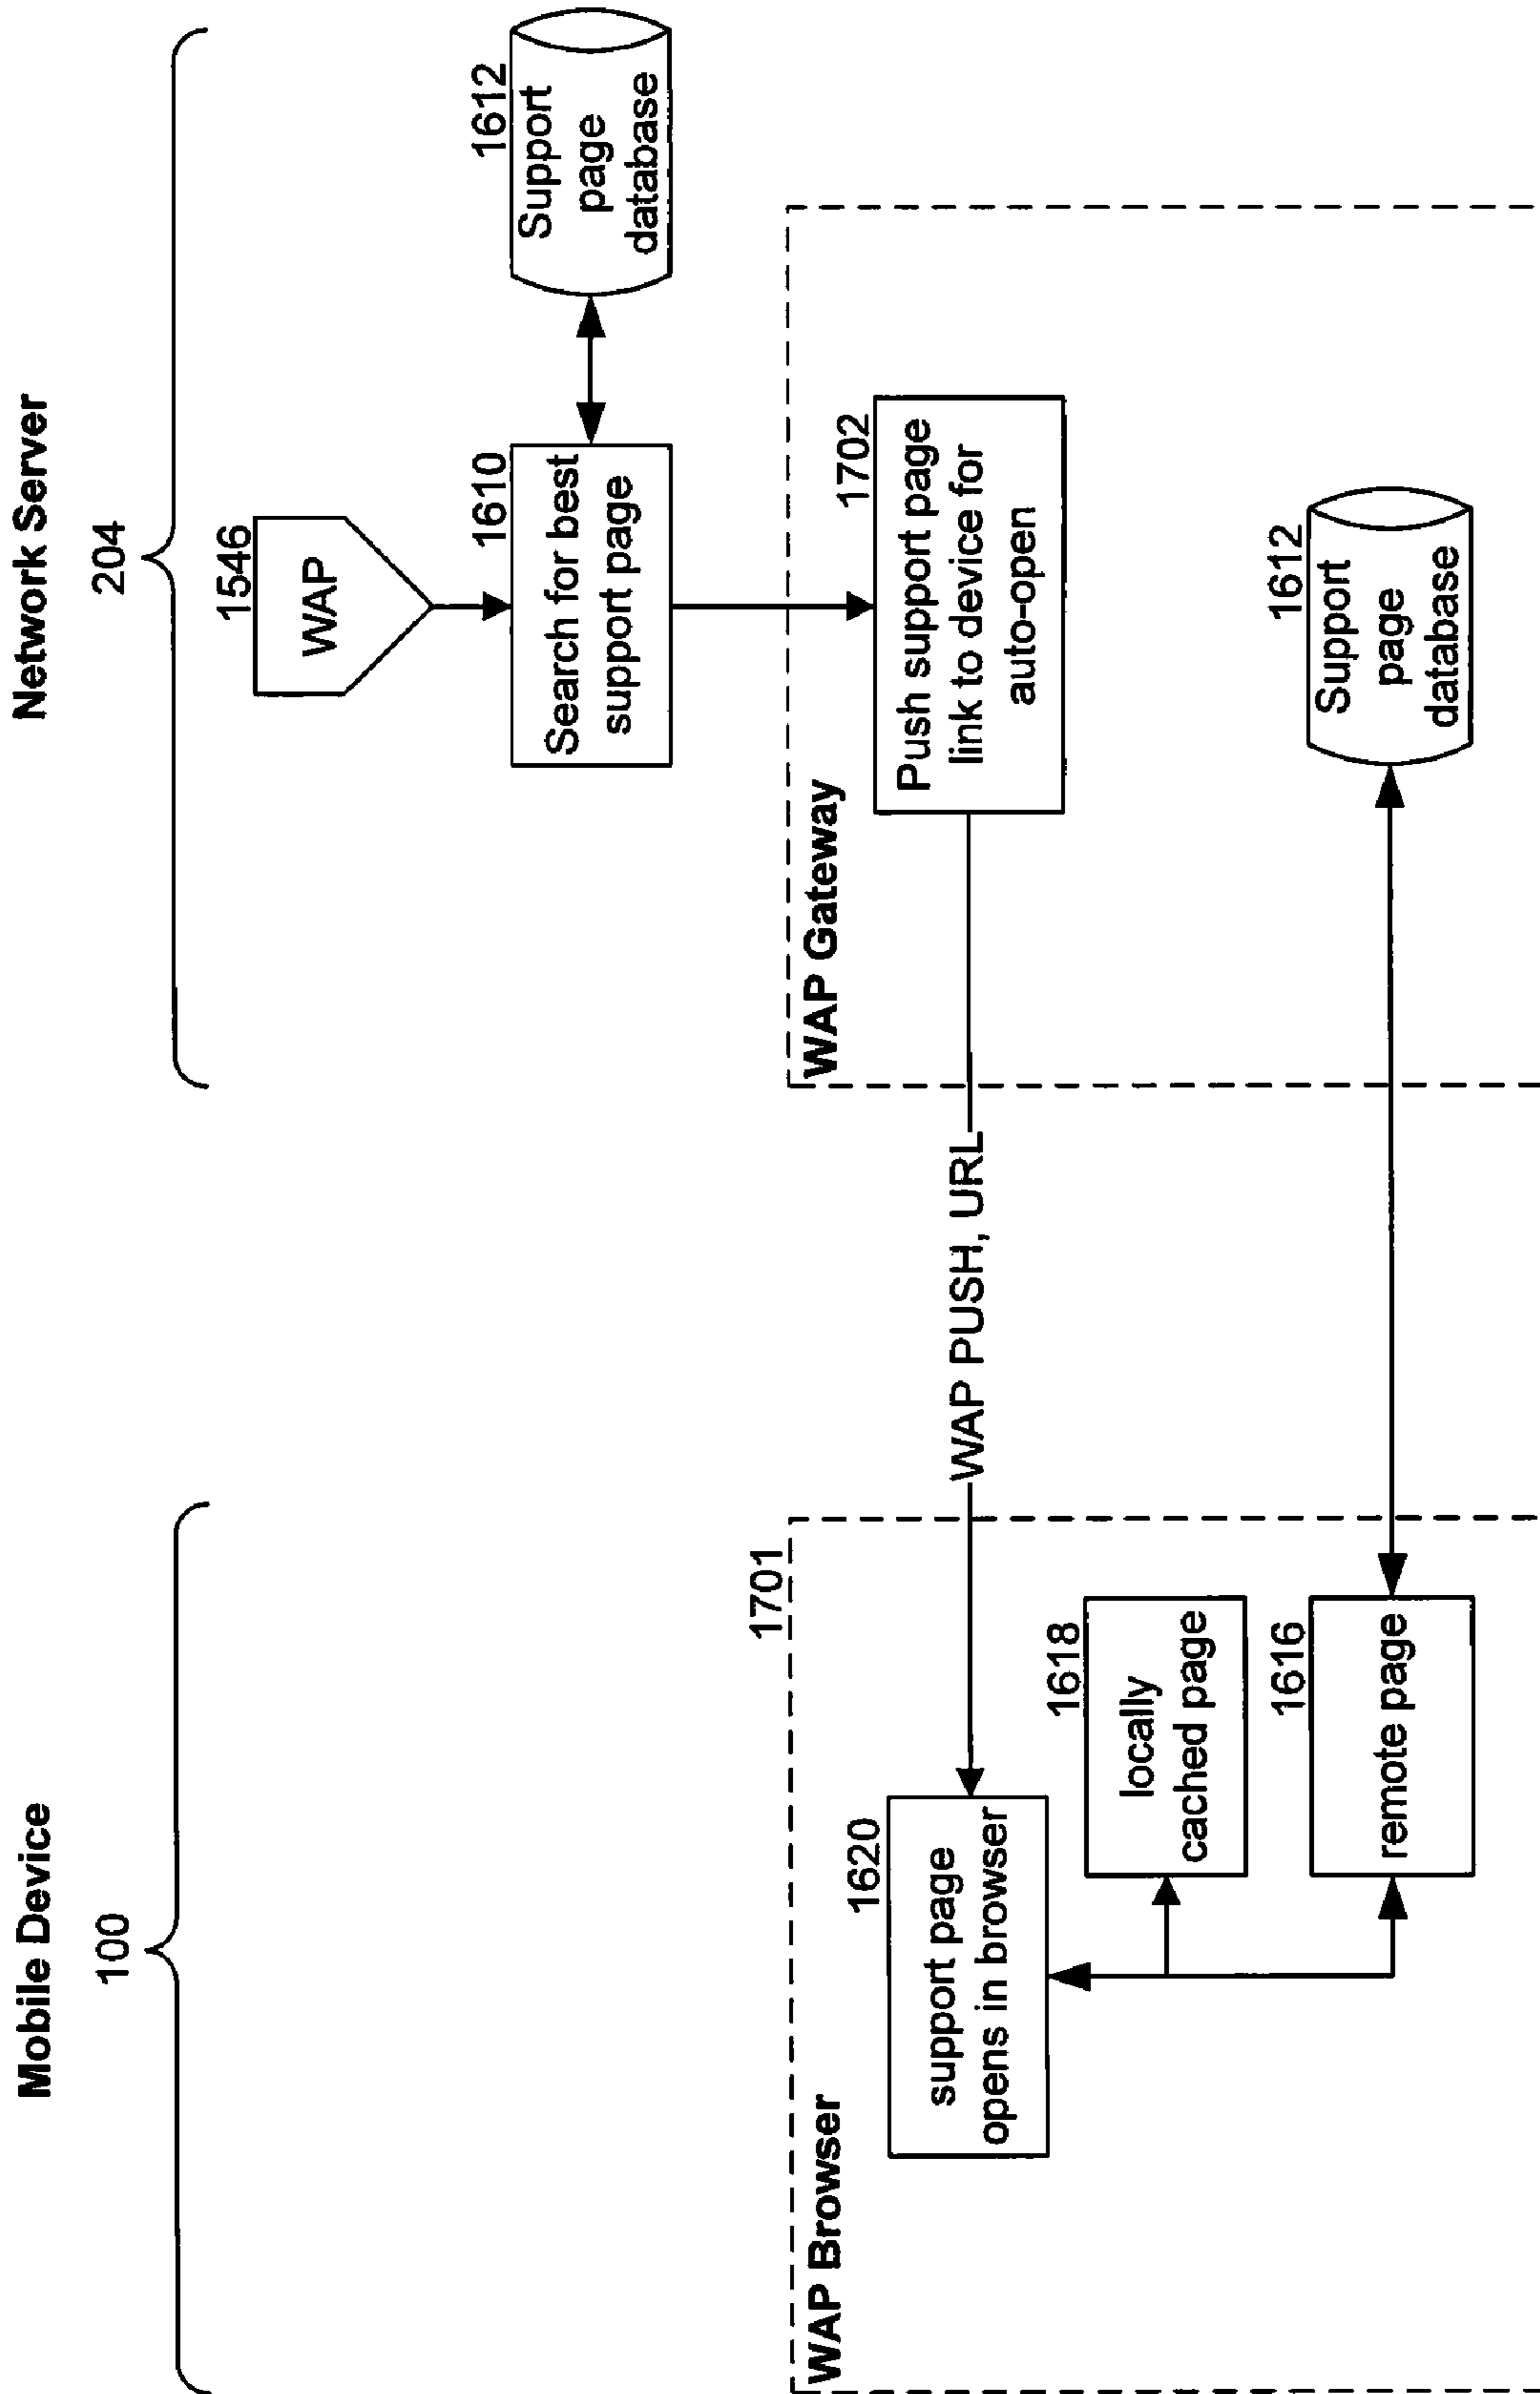 Mobile Device
100
Network Server
204
1546
WAP
1610
Search for best
support page
1612
Support
page
database
1701
WAP Browser
1620
support page
opens in browser
1618
locally
cached page
1616
remote page
WAP PUSH, URL
WAP Gateway
1702
Push support page
link to device for
auto-open
1612
Support
page
database